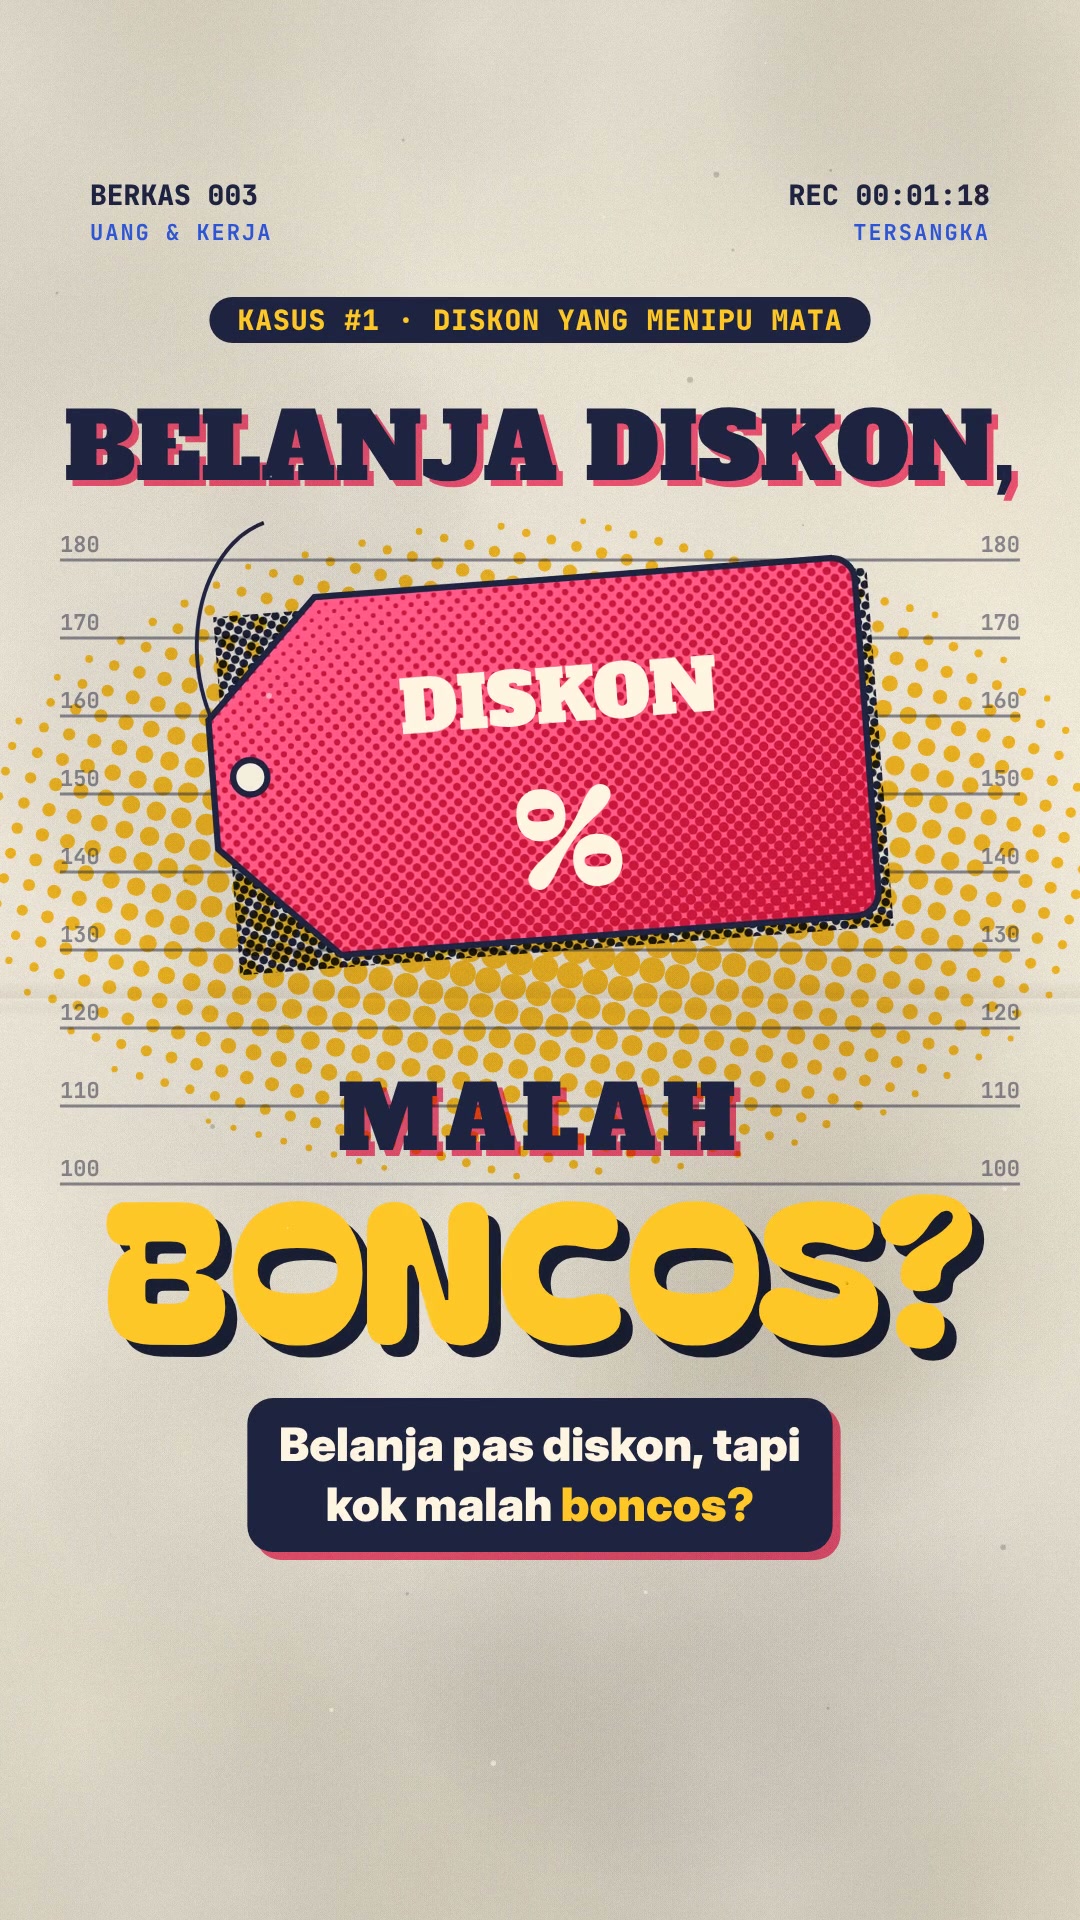 BERKAS 003
REC 00:01:18
UANG & KERJA
TERSANGKA
KASUS #1 · DISKON YANG MENIPU MATA
BELANJA DISKON,
180 180
170 170
160 160
150 150
140 140
130 130
120 120
110 110
100 100
DISKON
%
MALAH
BONCOS?
Belanja pas diskon, tapi
kok malah boncos?